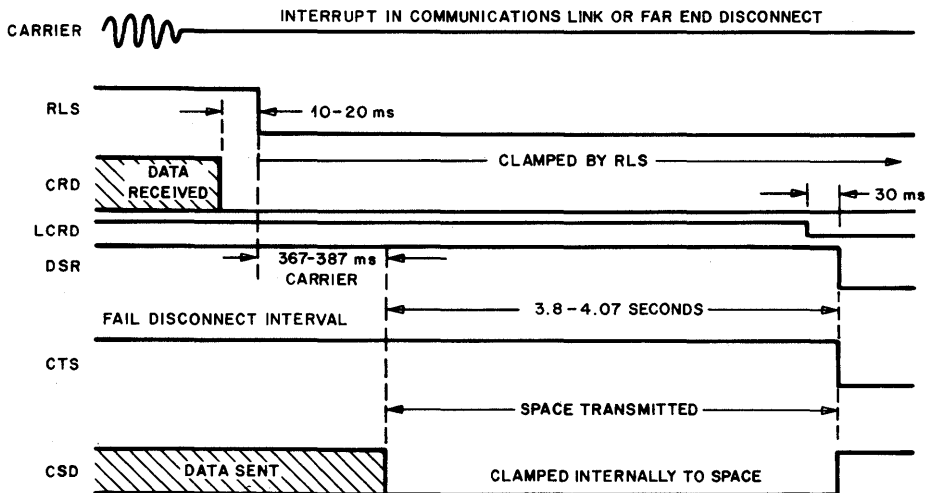 INTERRUPT IN COMMUNICATIONS LINK OR FAR END DISCONNECT
CARRIER
RLS
10-20 ms
CLAMPED BY RLS
CRD
DATA
RECEIVED
30 ms
LCRD
DSR
367-387 ms
CARRIER
3.8-4.07 SECONDS
FAIL DISCONNECT INTERVAL
CTS
SPACE TRANSMITTED
CSD
DATA SENT
CLAMPED INTERNALLY TO SPACE